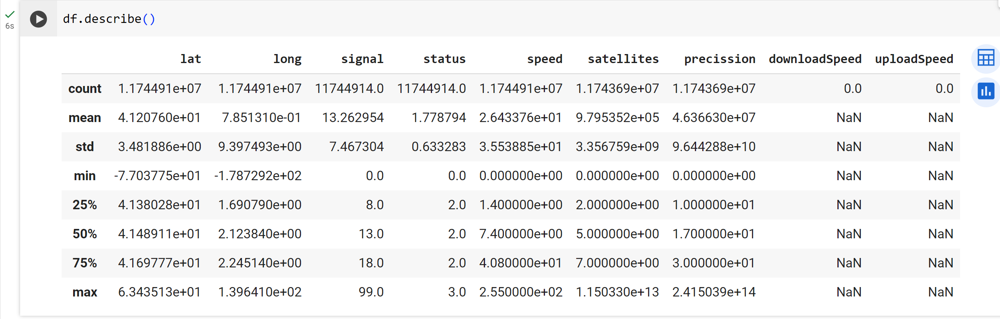 df.describe()
6s
lat long signal status speed satellites precission downloadSpeed uploadSpeed
count 1.174491e+07 1.174491e+07 11744914.0 11744914.0 1.174491e+07 1.174369e+07 1.174369e+07 0.0 0.0
mean 4.120760e+01 7.851310e-01 13.262954 1.778794 2.643376e+01 9.795352e+05 4.636630e+07 NaN NaN
std 3.481886e+00 9.397493e+00 7.467304 0.633283 3.553885e+01 3.356759e+09 9.644288e+10 NaN NaN
min -7.703775e+01 -1.787292e+02 0.0 0.0 0.000000e+00 0.000000e+00 0.000000e+00 NaN NaN
25% 4.138028e+01 1.690790e+00 8.0 2.0 1.400000e+00 2.000000e+00 1.000000e+01 NaN NaN
50% 4.148911e+01 2.123840e+00 13.0 2.0 7.400000e+00 5.000000e+00 1.700000e+01 NaN NaN
75% 4.169777e+01 2.245140e+00 18.0 2.0 4.080000e+01 7.000000e+00 3.000000e+01 NaN NaN
max 6.343513e+01 1.396410e+02 99.0 3.0 2.550000e+02 1.150330e+13 2.415039e+14 NaN NaN